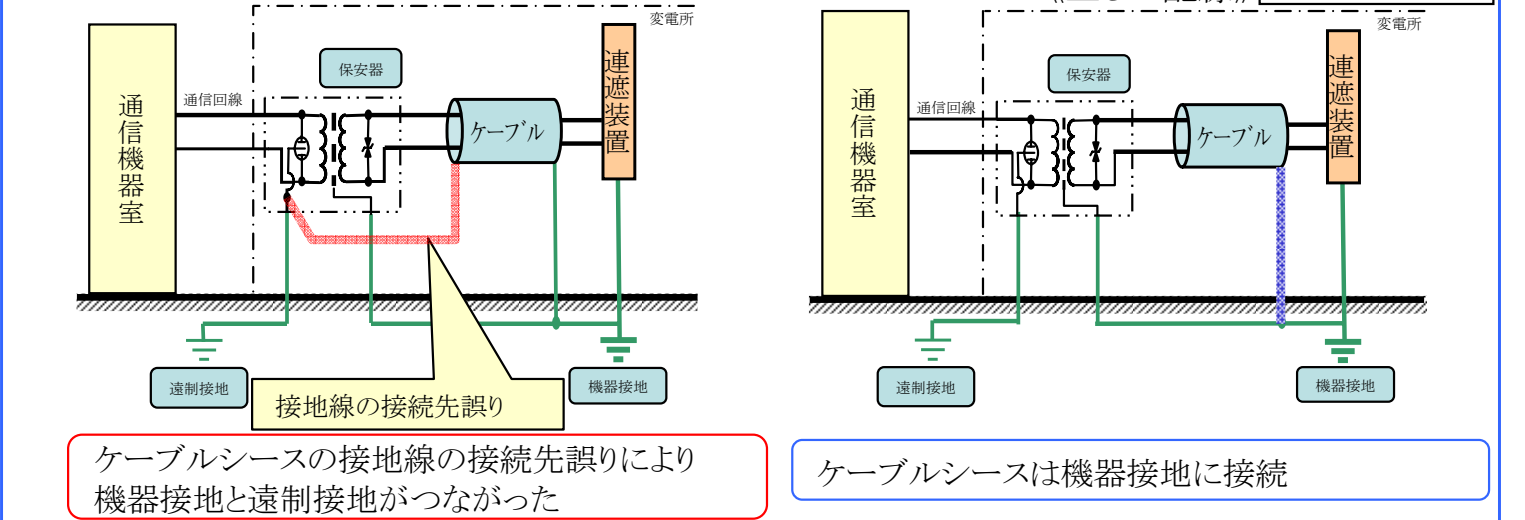 変電所
保安器
連遮装置
通信機器室
通信回線
ケーブル
遠制接地
機器接地
接地線の接続先誤り
ケーブルシースの接地線の接続先誤りにより
機器接地と遠制接地がつながった
変電所
保安器
連遮装置
通信機器室
通信回線
ケーブル
遠制接地
機器接地
ケーブルシースは機器接地に接続